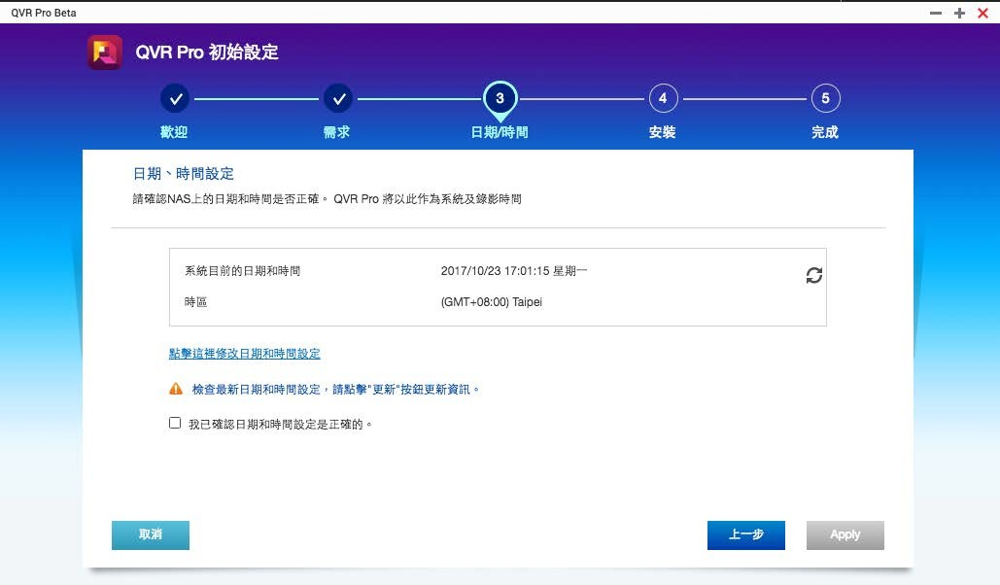 QVR Pro Beta
QVR Pro 初始設定
3 4 5
歡迎 需求 日期/時間 安裝 完成
日期、時間設定
請確認NAS上的日期和時間是否正確。 QVR Pro 將以此作為系統及錄影時間
系統目前的日期和時間 2017/10/23 17:01:15 星期一
時區 (GMT+08:00) Taipei
點擊這裡修改日期和時間設定
檢查最新日期和時間設定，請點擊"更新"按鈕更新資訊。
我已確認日期和時間設定是正確的。
取消 上一步 Apply